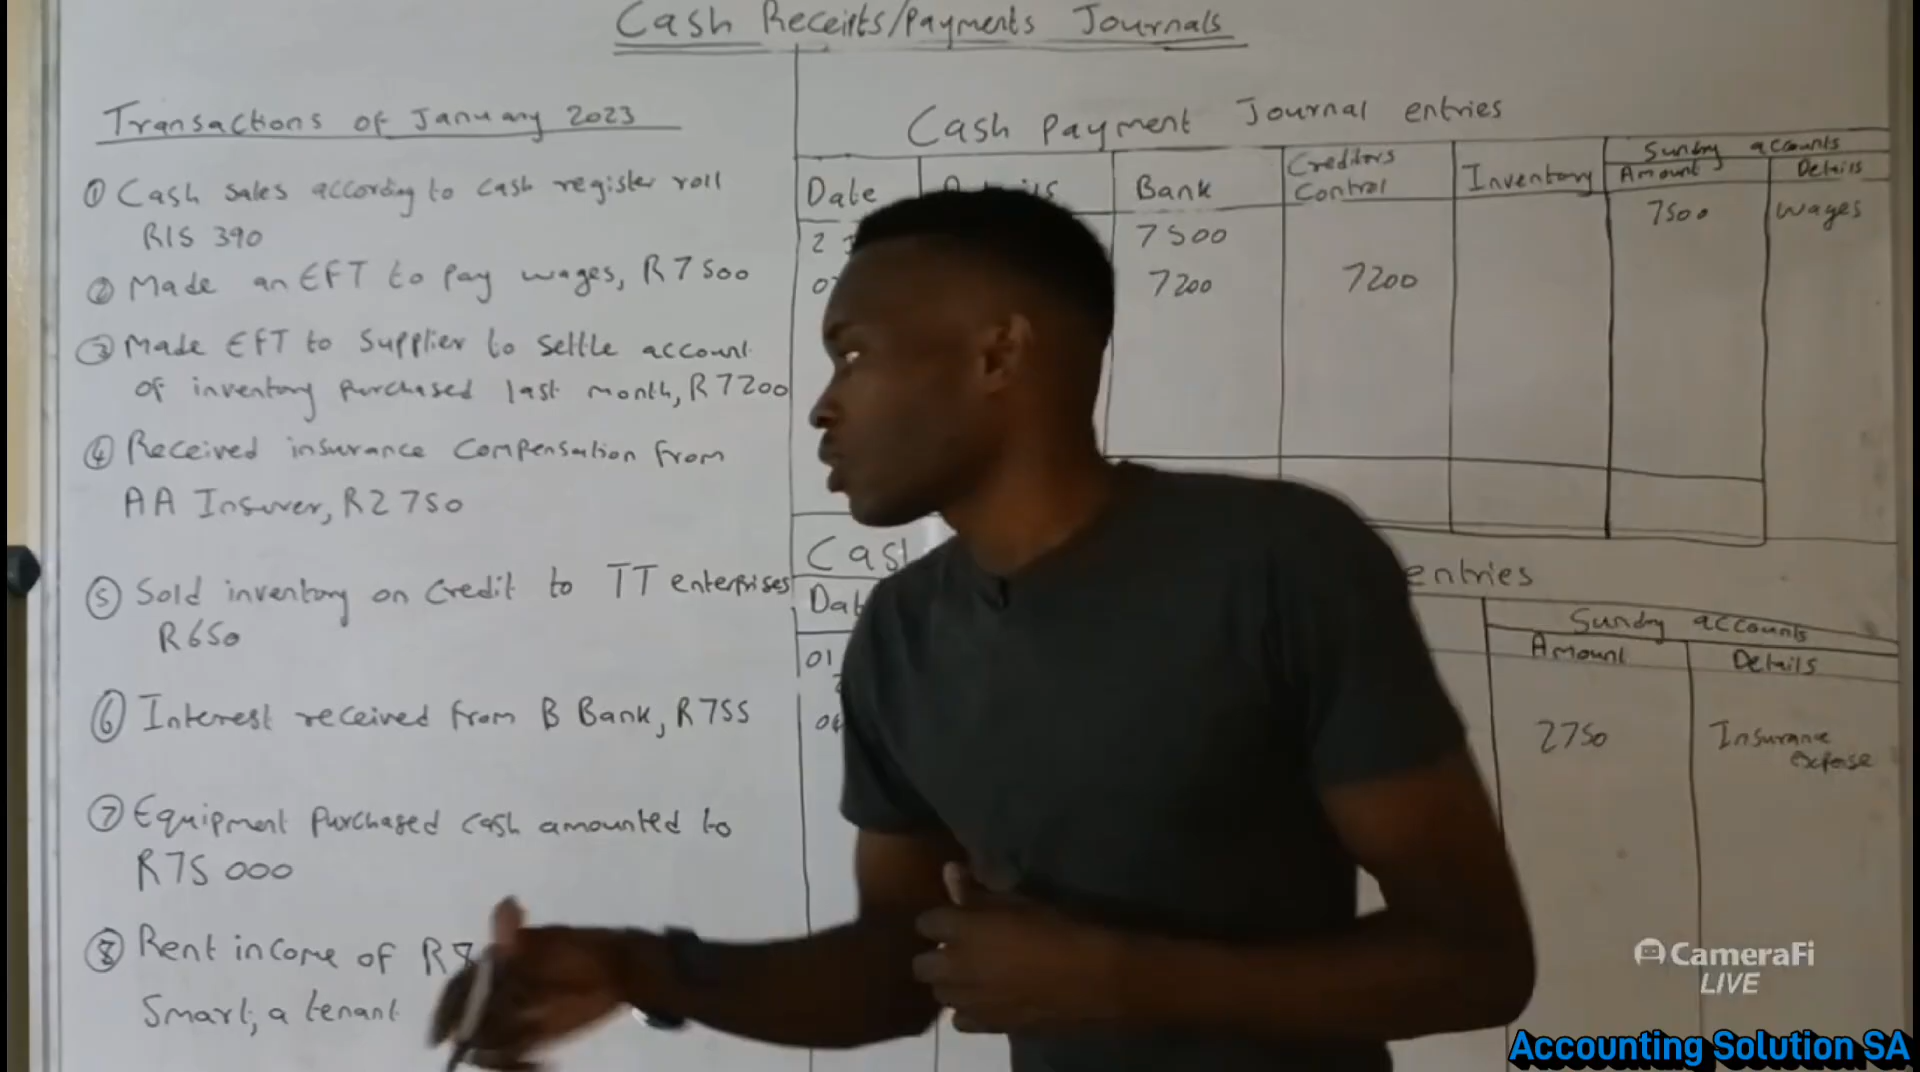 Cash Receipts/Payments Journals
Transactions of January 2023
① Cash sales according to cash register roll
R15 390
② Made an EFT to pay wages, R7 500
③ Made EFT to supplier to settle account
of inventory purchased last month, R7200
④ Received insurance compensation from
AA Insurer, R2 750
⑤ Sold inventory on credit to TT enterprises
R650
⑥ Interest received from B Bank, R755
⑦ Equipment purchased cash amounted to
R75 000
⑧ Rent income of
Smart, a tenant
Cash Payment Journal entries
Date Bank Creditors Control Inventory Sundry accounts
Amount Details
2 7500 7500 Wages
7200 7200
entries
Sundry accounts
Amount Details
01
2750 Insurance
expense
CameraFi
LIVE
Accounting Solution SA